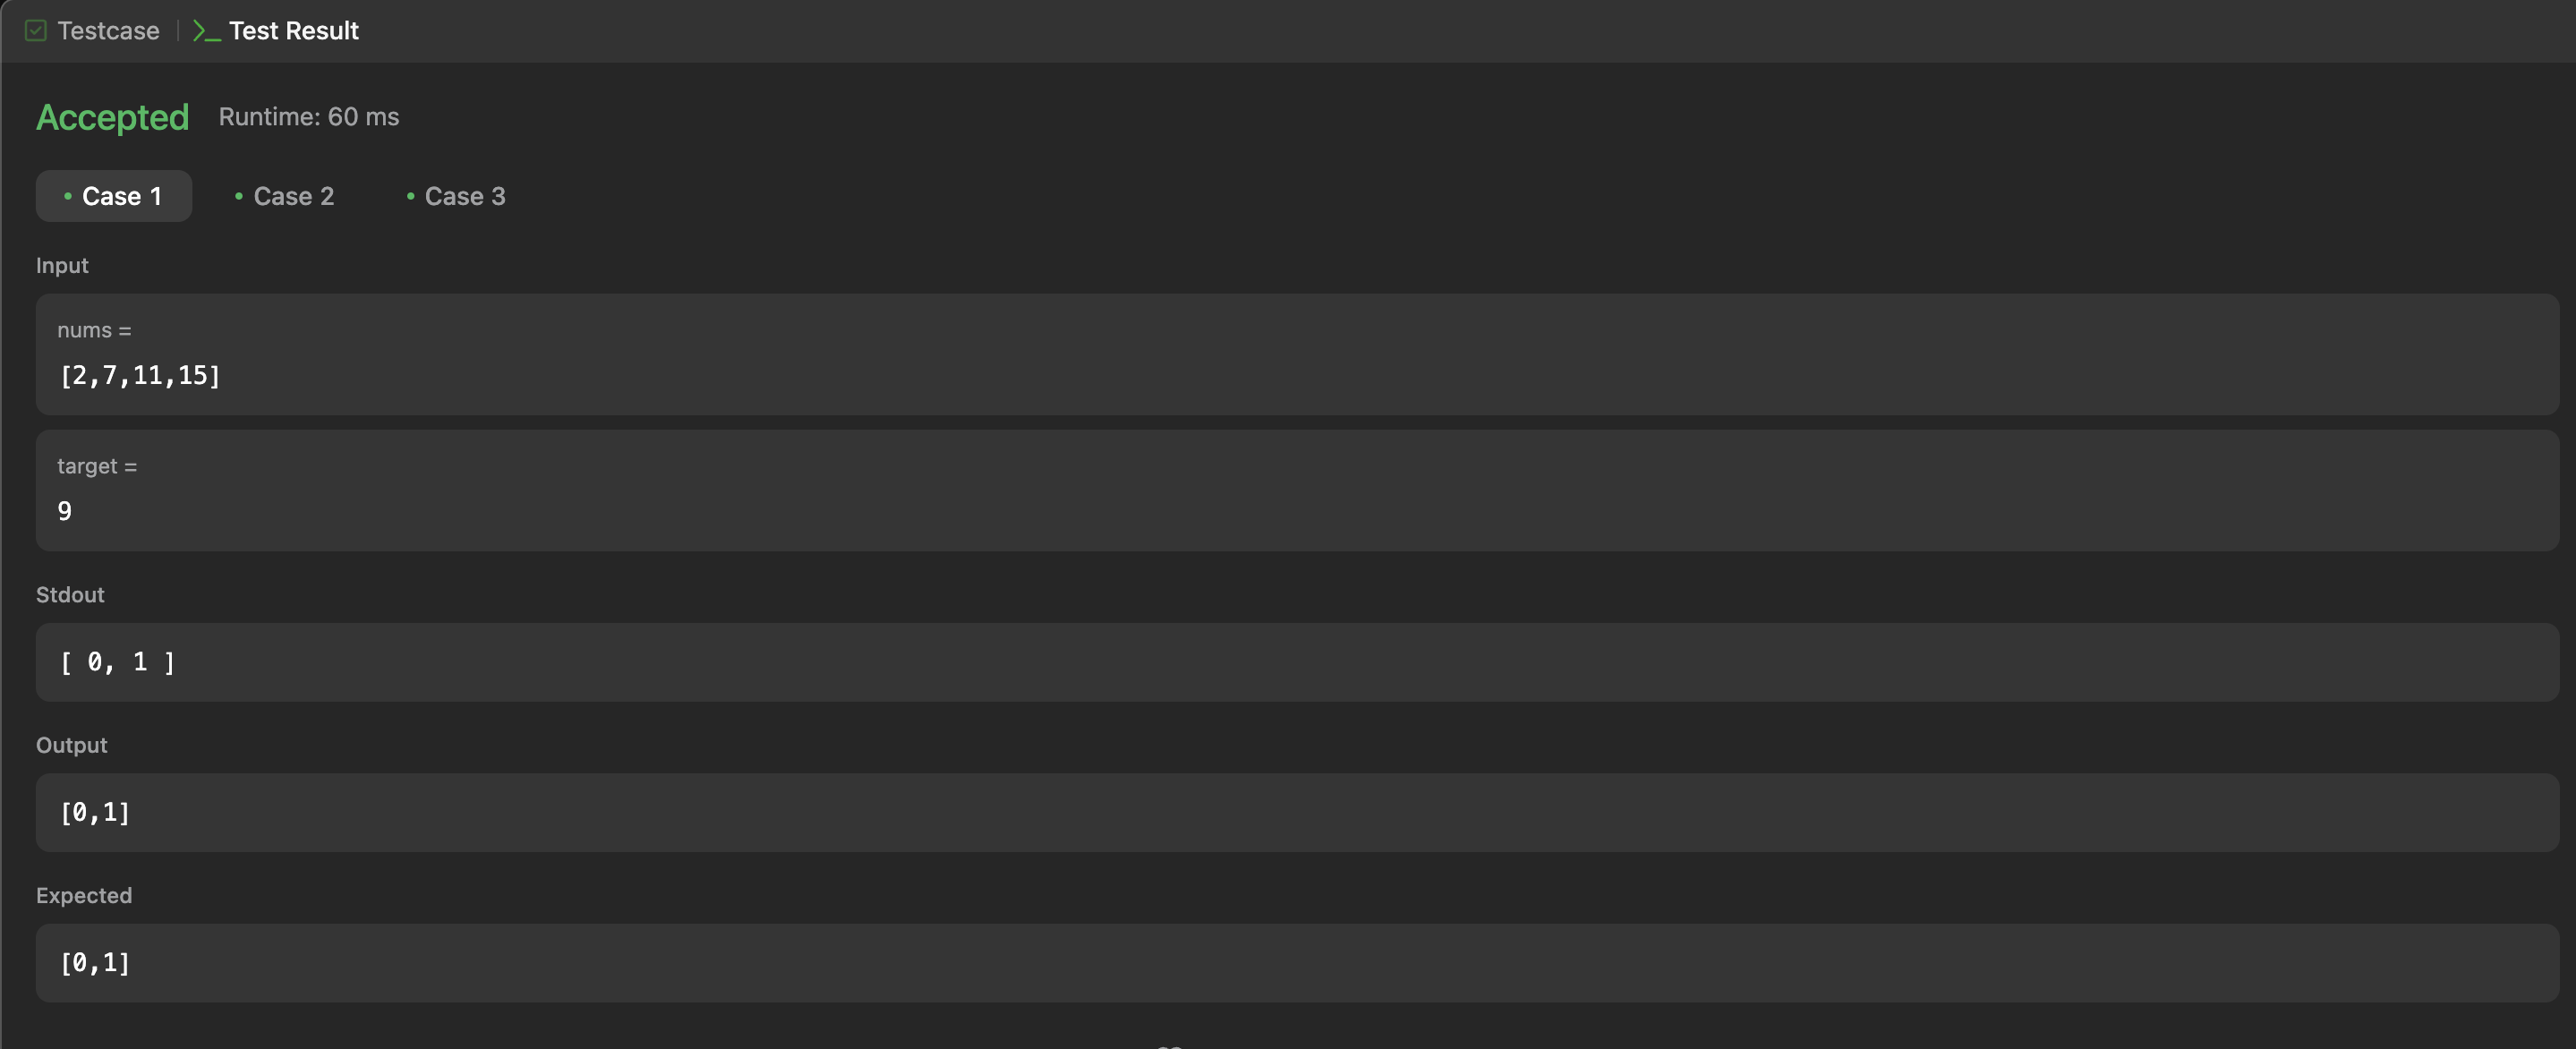 Testcase
Test Result
Accepted Runtime: 60 ms
Case 1 Case 2 Case 3
Input
nums =
[2,7,11,15]
target =
9
Stdout
[ 0, 1 ]
Output
[0,1]
Expected
[0,1]